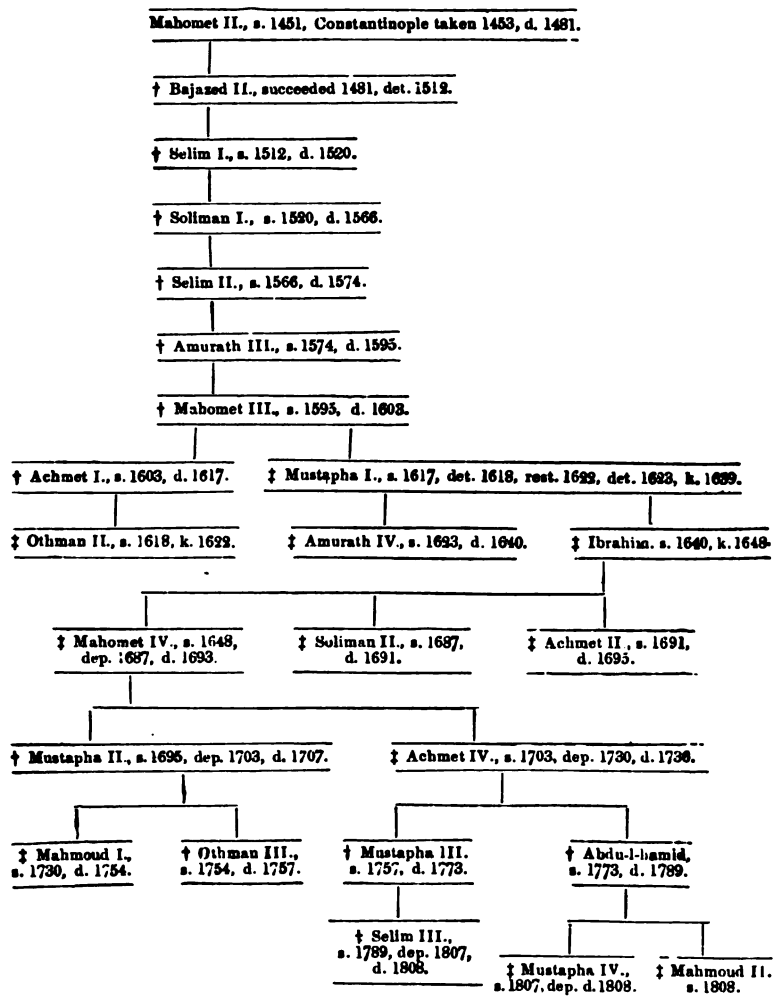 Mahomet II., s. 1451, Constantinople taken 1453, d. 1481.
† Bajazed II., succeeded 1481, det. 1512.
† Selim I., s. 1512, d. 1520.
† Soliman I., s. 1520, d. 1566.
† Selim II., s. 1566, d. 1574.
† Amurath III., s. 1574, d. 1595.
† Mahomet III., s. 1595, d. 1603.
† Achmet I., s. 1603, d. 1617.
‡ Mustapha I., s. 1617, det. 1618, rest. 1622, det. 1623, k. 1639.
‡ Othman II., s. 1618, k. 1622.
‡ Amurath IV., s. 1623, d. 1640.
‡ Ibrahim. s. 1640, k. 1648.
‡ Mahomet IV., s. 1648,
dep. 1687, d. 1693.
‡ Soliman II., s. 1687,
d. 1691.
‡ Achmet II., s. 1691,
d. 1695.
† Mustapha II., s. 1695, dep. 1703, d. 1707.
‡ Achmet IV., s. 1703, dep. 1730, d. 1736.
‡ Mahmoud I.,
s. 1730, d. 1754.
† Othman III.,
s. 1754, d. 1757.
† Mustapha III.
s. 1757, d. 1773.
† Abdu-l-hamid,
s. 1773, d. 1789.
† Selim III.,
s. 1789, dep. 1807,
d. 1808.
‡ Mustapha IV.,
s. 1807, dep. d. 1808.
‡ Mahmoud II.
s. 1808.